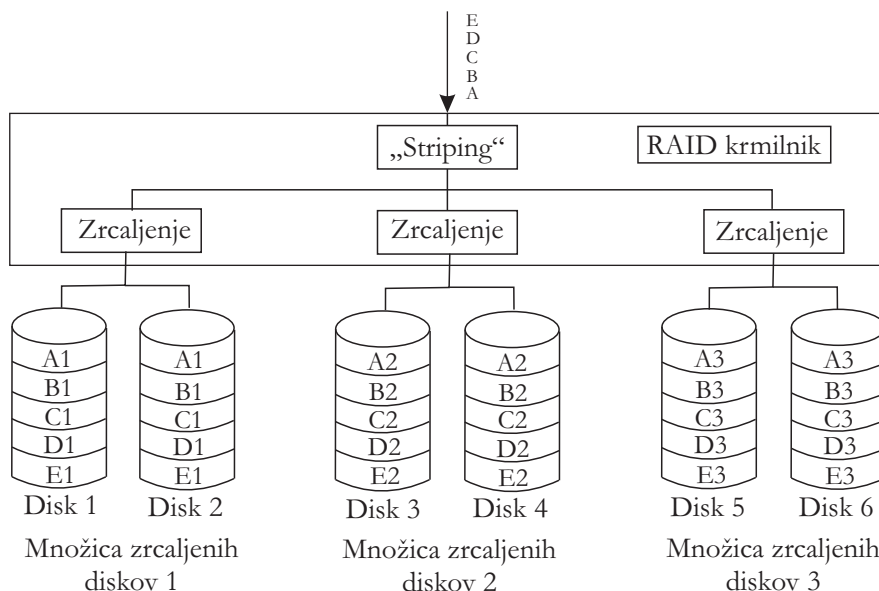 E
D
C
B
A
„Striping“
RAID krmilnik
Zrcaljenje
Zrcaljenje
Zrcaljenje
A1
B1
C1
D1
E1
A1
B1
C1
D1
E1
A2
B2
C2
D2
E2
A2
B2
C2
D2
E2
A3
B3
C3
D3
E3
A3
B3
C3
D3
E3
Disk 1
Disk 2
Disk 3
Disk 4
Disk 5
Disk 6
Množica zrcaljenih
diskov 1
Množica zrcaljenih
diskov 2
Množica zrcaljenih
diskov 3